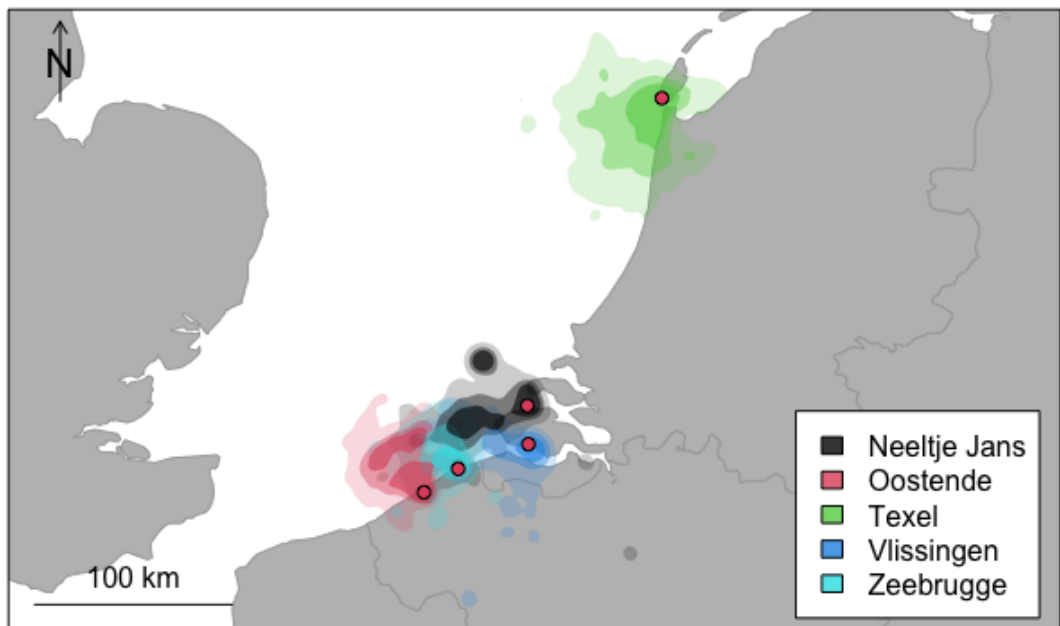 N
Neeltje Jans
Oostende
Texel
Vlissingen
Zeebrugge
100 km